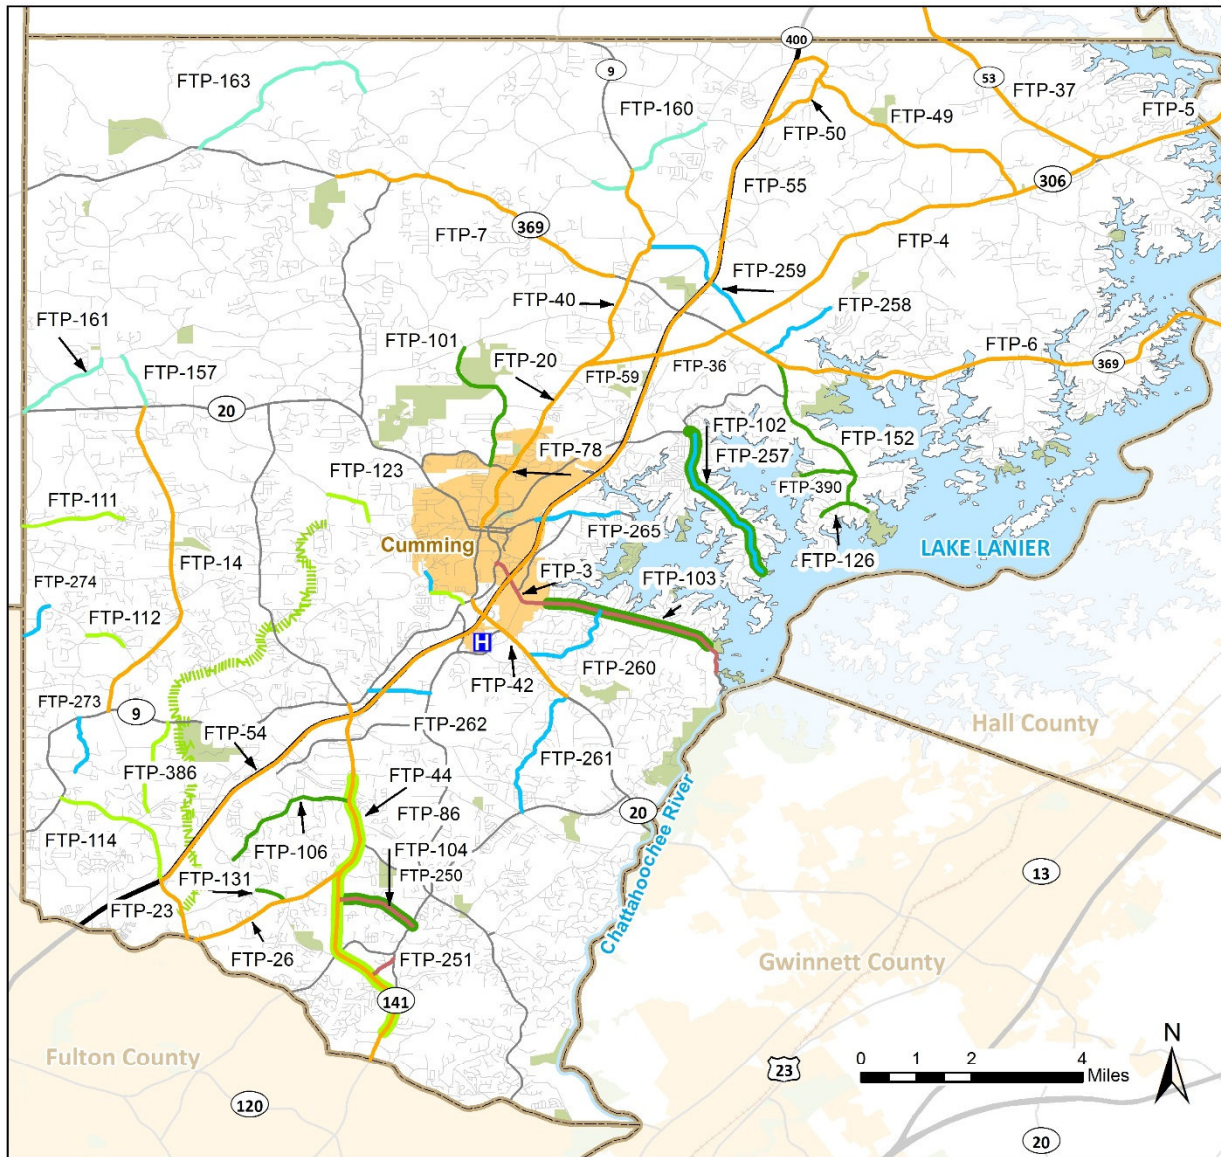 400
FTP-163
9
53
FTP-37
FTP-160
FTP-5
FTP-50
FTP-49
FTP-55
306
369
FTP-7
FTP-4
FTP-259
FTP-40
FTP-258
FTP-161
FTP-101
FTP-20
FTP-6
FTP-157
FTP-59
FTP-36
369
20
FTP-102
FTP-152
FTP-78
FTP-257
FTP-123
FTP-390
FTP-111
FTP-265
Cumming
LAKE LANIER
FTP-14
FTP-126
FTP-3
FTP-103
FTP-274
FTP-112
H
FTP-260
FTP-42
FTP-273
9
FTP-262
Hall County
FTP-54
FTP-261
FTP-386
FTP-44
20
Chattahoochee River
FTP-86
FTP-114
FTP-106
FTP-104
FTP-131
FTP-250
13
FTP-23
FTP-26
FTP-251
Gwinnett County
141
N
Fulton County
0 1 2 4
Miles
23
120
20